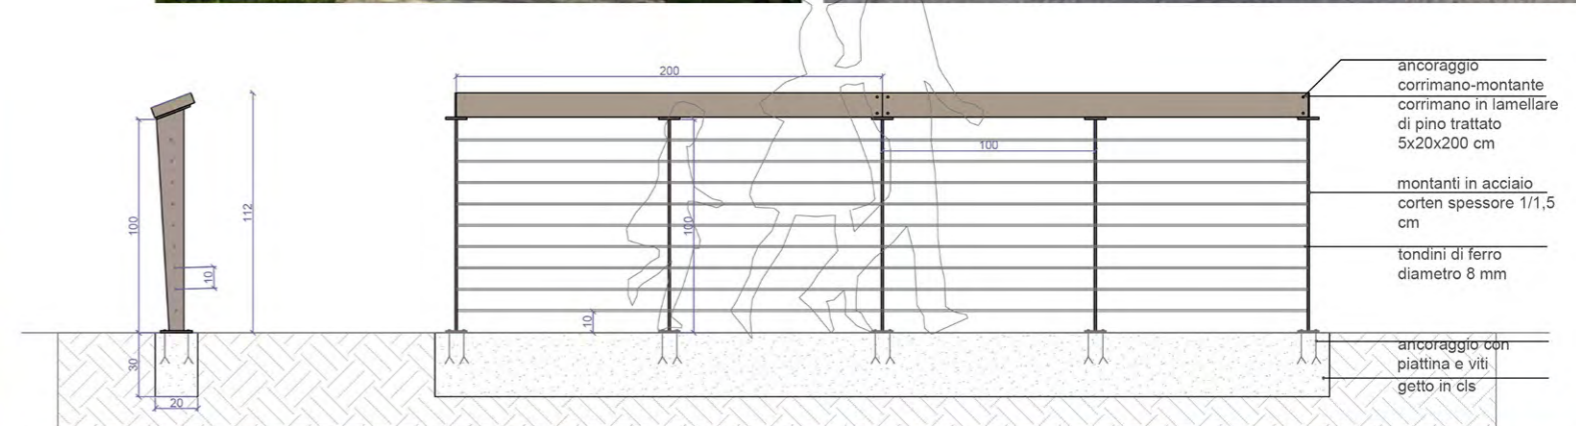 200
ancoraggio
corrimano-montante
corrimano in lamellare
di pino trattato
5x20x200 cm
100
112
100
100
montanti in acciaio
corten spessore 1/1,5
cm
tondini di ferro
diametro 8 mm
10
10
ancoraggio con
piattina e viti
getto in cls
30
20